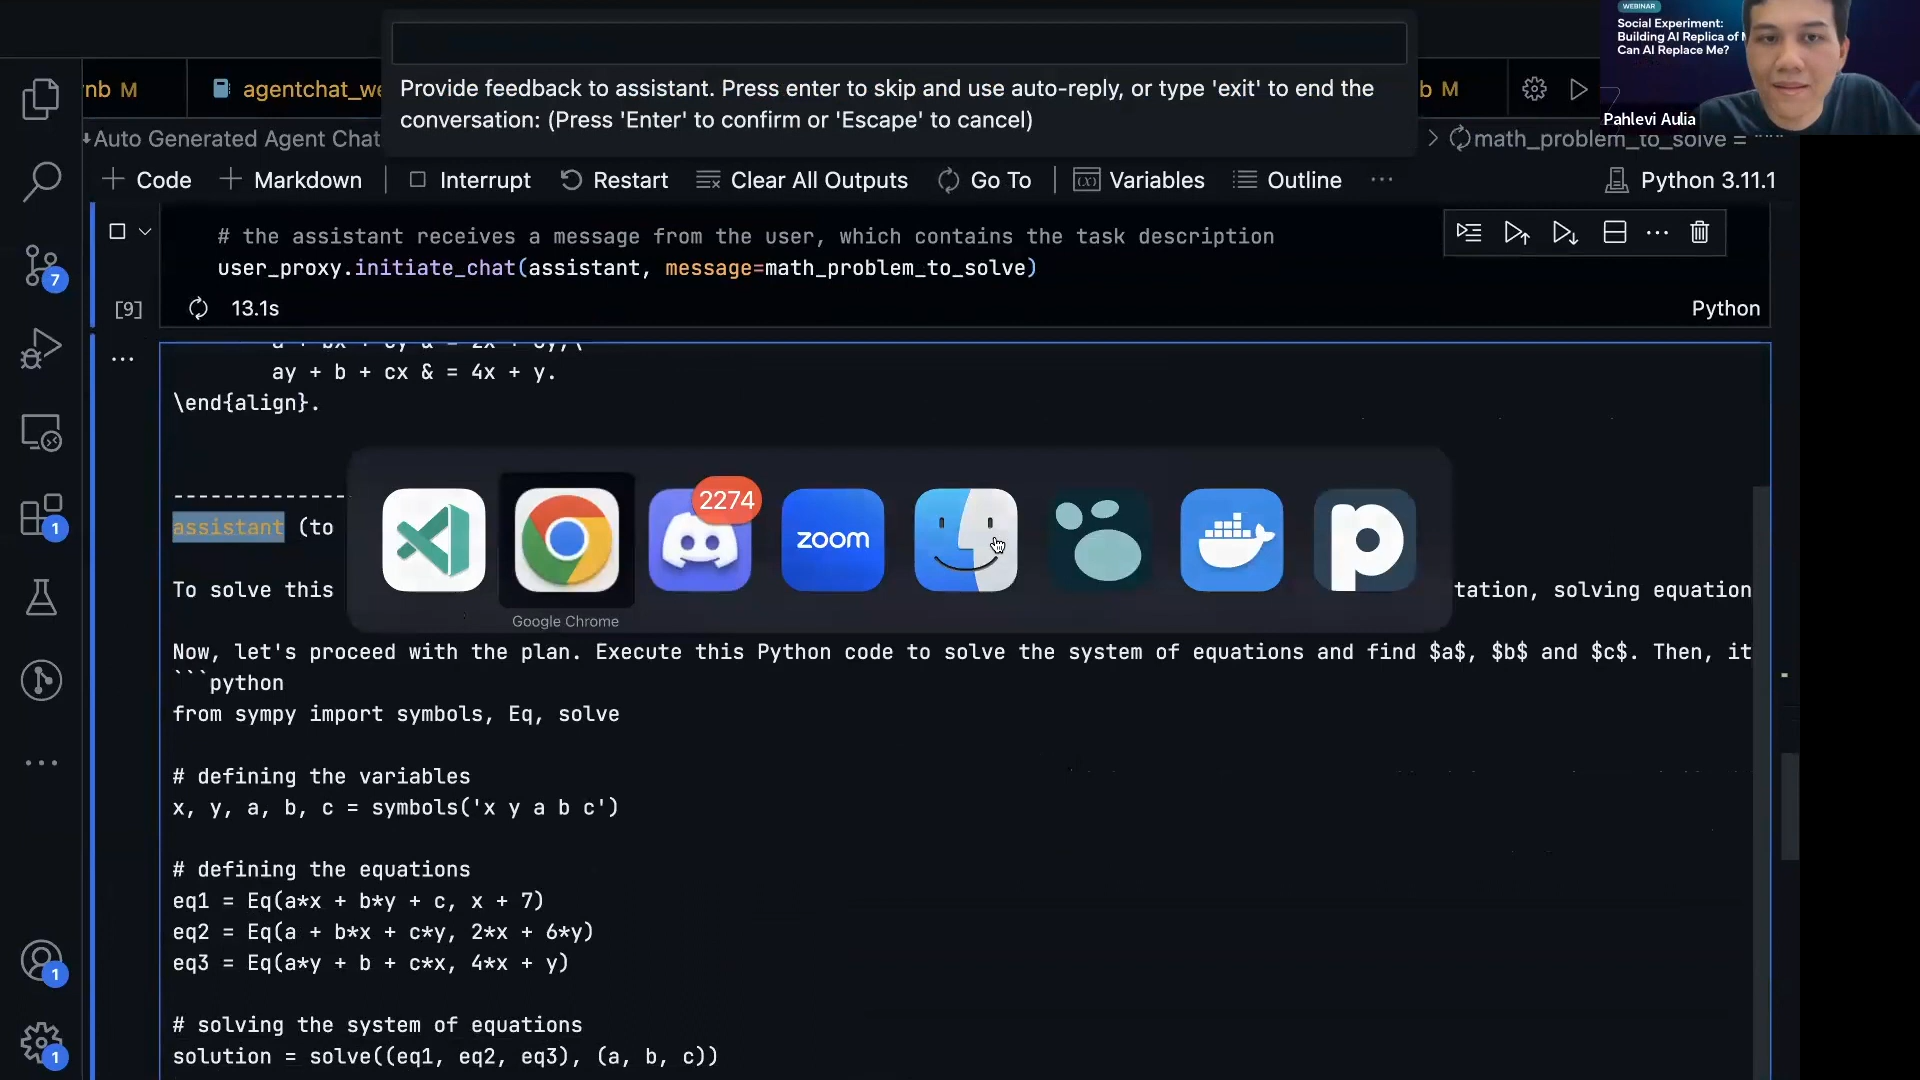 WEBINAR
Social Experiment:
Building AI Replica of
Can AI Replace Me?
Pahlevi Aulia
Provide feedback to assistant. Press enter to skip and use auto-reply, or type 'exit' to end the
conversation: (Press 'Enter' to confirm or 'Escape' to cancel)
nb M
agentchat_we
b M
Auto Generated Agent Chat
math_problem_to_solve = """
Code
Markdown
Interrupt
Restart
Clear All Outputs
Go To
Variables
Outline
Python 3.11.1
# the assistant receives a message from the user, which contains the task description
user_proxy.initiate_chat(assistant, message=math_problem_to_solve)
[9]
13.1s
Python
ay + b + cx & = 4x + y.
\end{align}.
--------------
assistant (to
2274
zoom
To solve this
tation, solving equation
Google Chrome
Now, let's proceed with the plan. Execute this Python code to solve the system of equations and find $a$, $b$ and $c$. Then, it
```python
from sympy import symbols, Eq, solve
# defining the variables
x, y, a, b, c = symbols('x y a b c')
# defining the equations
eq1 = Eq(a*x + b*y + c, x + 7)
eq2 = Eq(a + b*x + c*y, 2*x + 6*y)
eq3 = Eq(a*y + b + c*x, 4*x + y)
# solving the system of equations
solution = solve((eq1, eq2, eq3), (a, b, c))
7
1
1
1